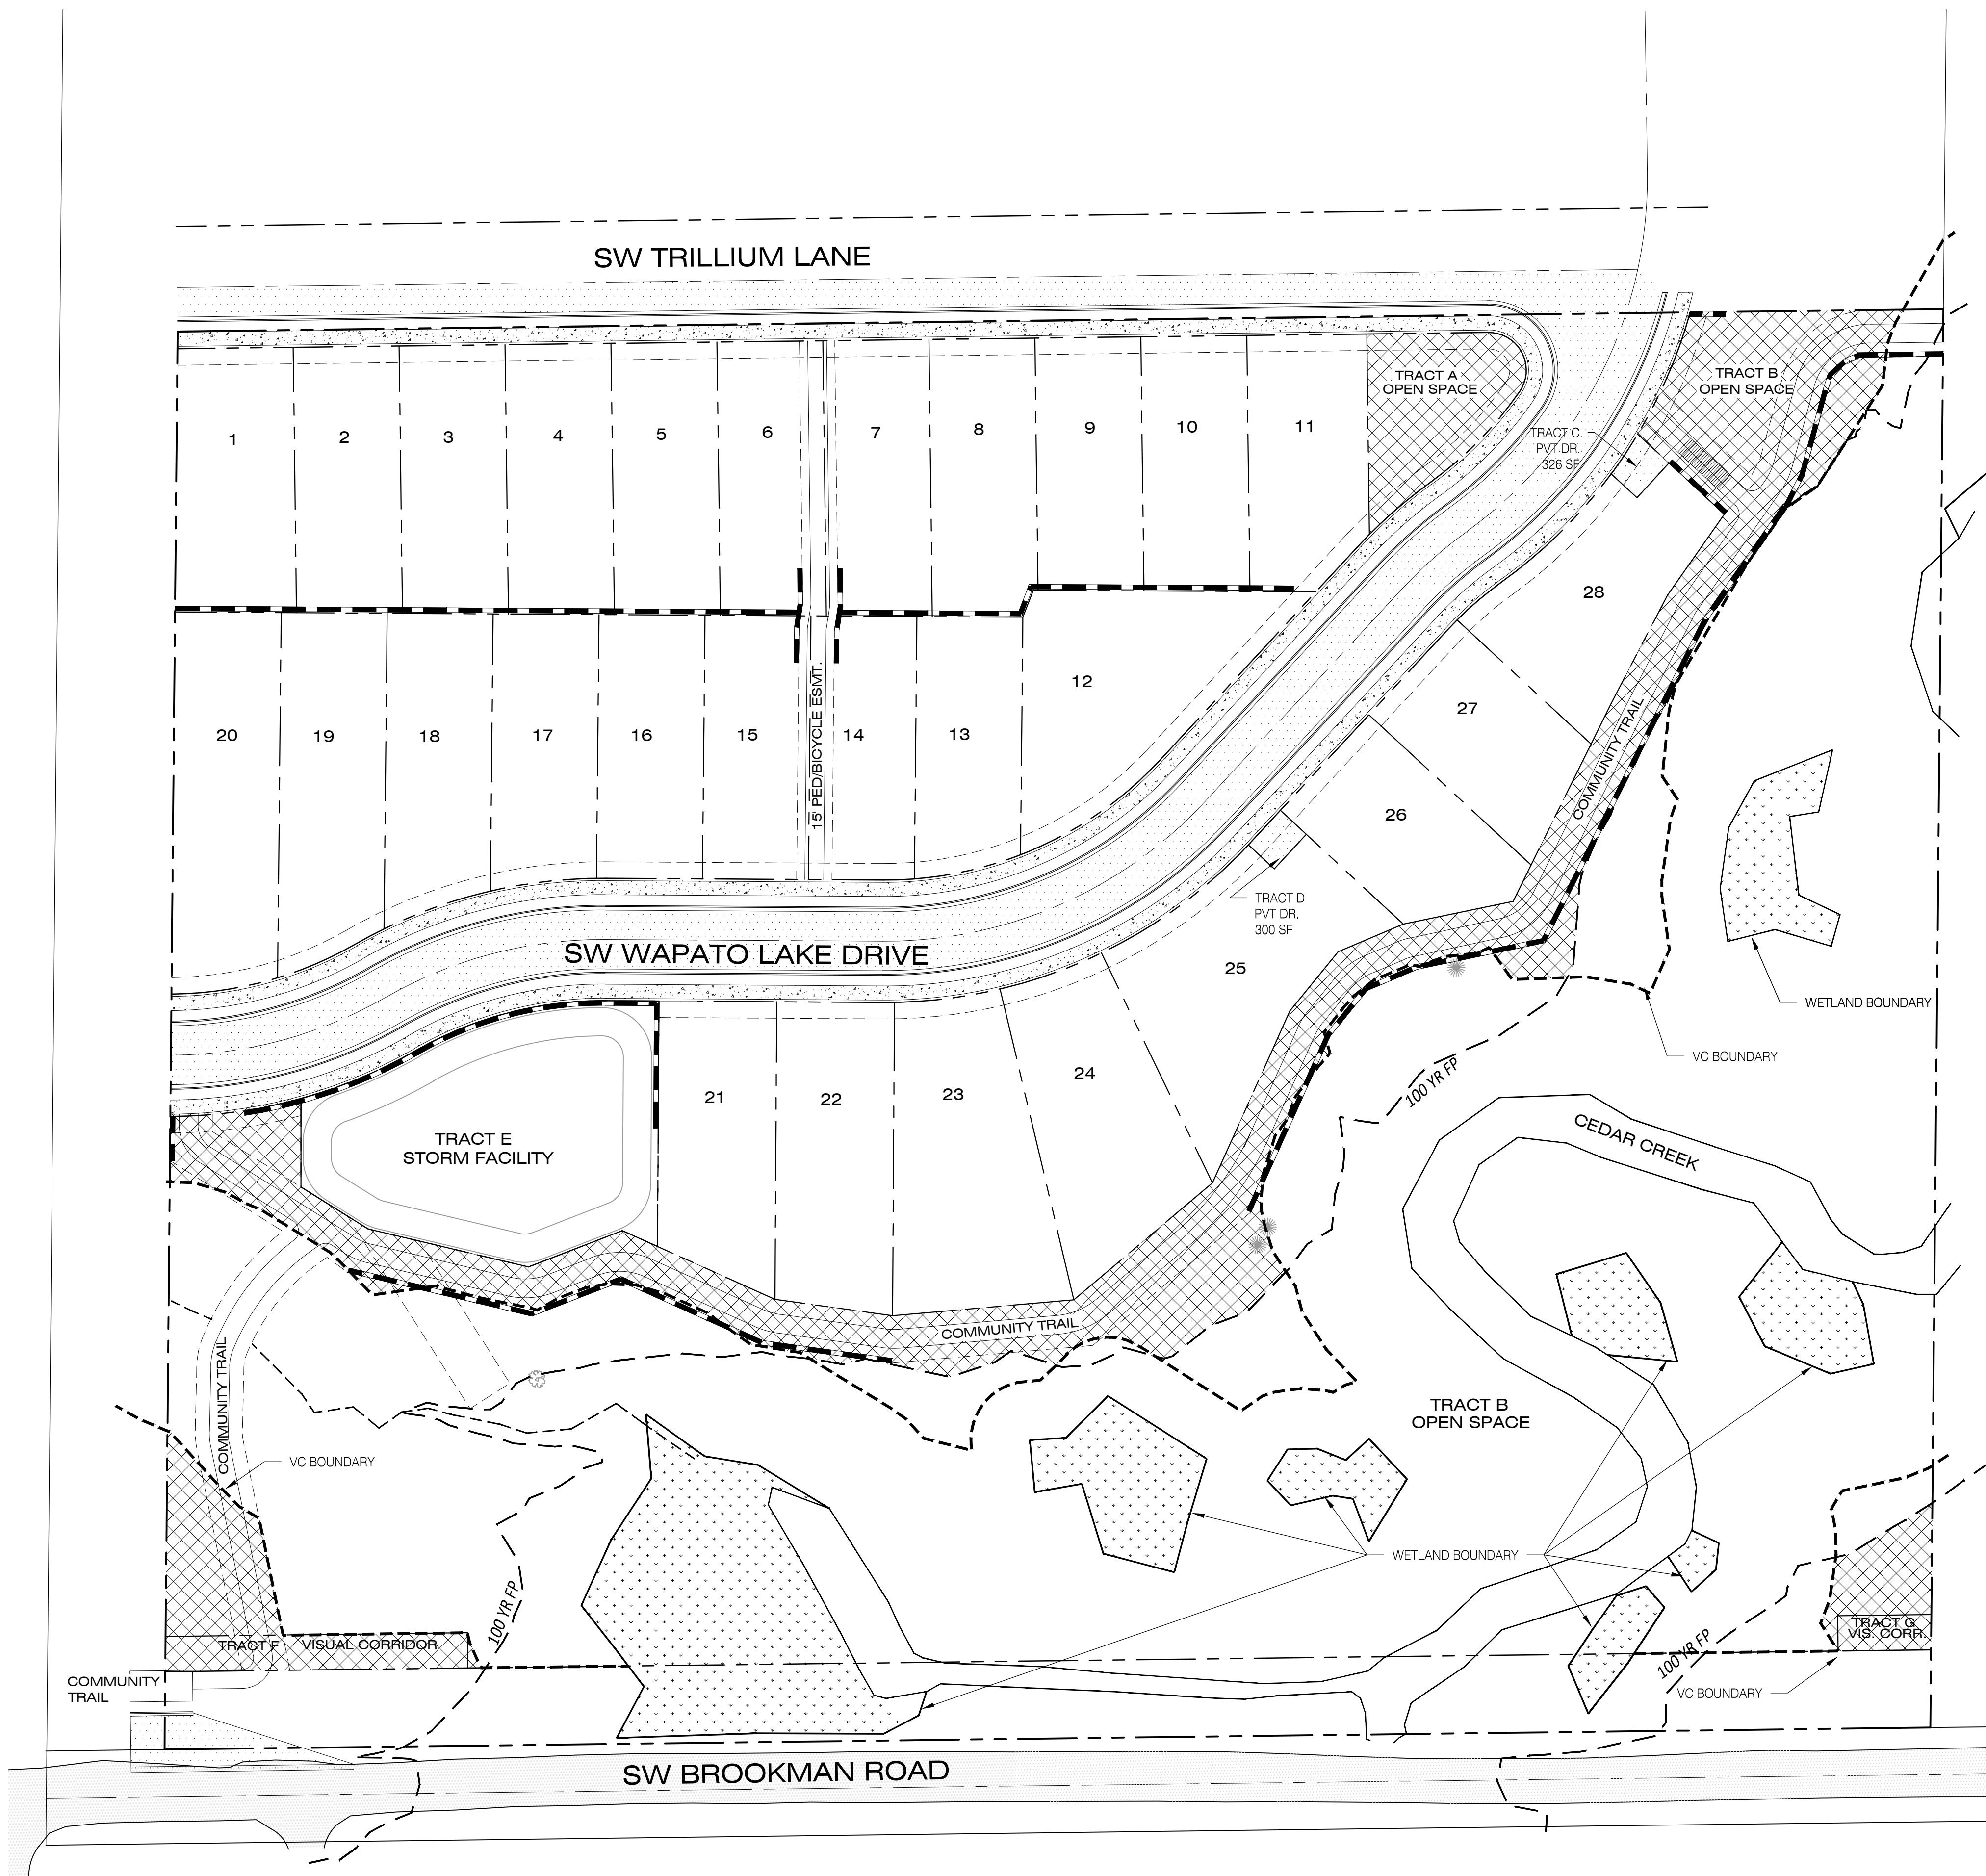 SW TRILLIUM LANE
TRACT A
OPEN SPACE
TRACT B
OPEN SPACE
1
2
3
4
5
6
7
8
9
10
11
TRACT C
PVT DR.
326 SF
28
12
27
20
19
18
17
16
15
15' PED/BICYCLE ESMT.
14
13
COMMUNITY TRAIL
26
TRACT D
PVT DR.
300 SF
SW WAPATO LAKE DRIVE
25
WETLAND BOUNDARY
VC BOUNDARY
100 YR FP
21
22
23
24
TRACT E
STORM FACILITY
CEDAR CREEK
COMMUNITY TRAIL
COMMUNITY TRAIL
TRACT B
OPEN SPACE
VC BOUNDARY
WETLAND BOUNDARY
100 YR FP
TRACT F
VISUAL CORRIDOR
TRACT G
VIS. CORR.
100 YR FP
COMMUNITY
TRAIL
VC BOUNDARY
SW BROOKMAN ROAD